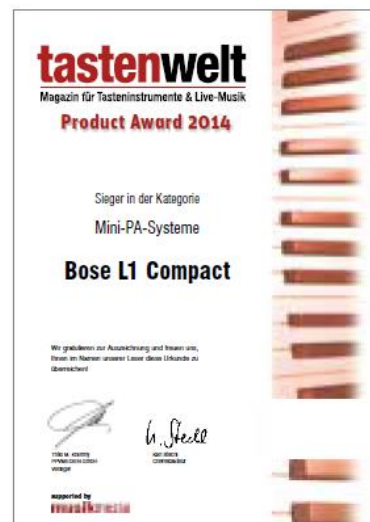 tastenwelt
Magazin für Tasteninstrumente & Live-Musik
Product Award 2014
Sieger in der Kategorie
Mini-PA-Systeme
Bose L1 Compact
Wir gratulieren zur Auszeichnung und freuen uns,
Ihnen im Namen unserer Leser diese Urkunde zu
überreichen!
supported by